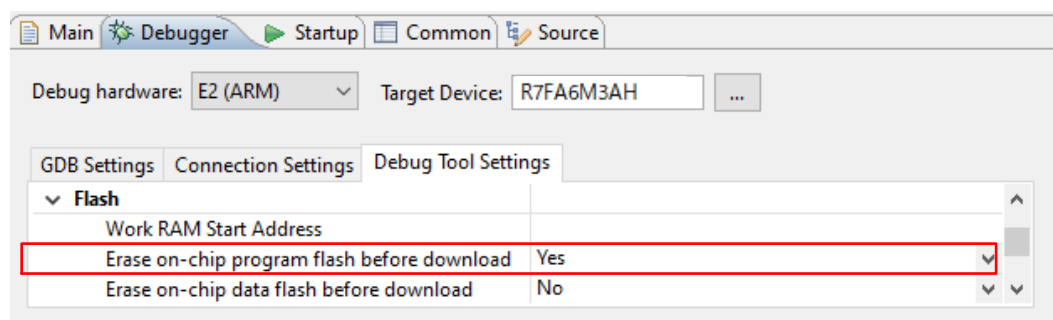 Main Debugger Startup Common Source
Debug hardware: E2 (ARM) Target Device: R7FA6M3AH ...
GDB Settings Connection Settings Debug Tool Settings
Flash
Work RAM Start Address
Erase on-chip program flash before download Yes
Erase on-chip data flash before download No